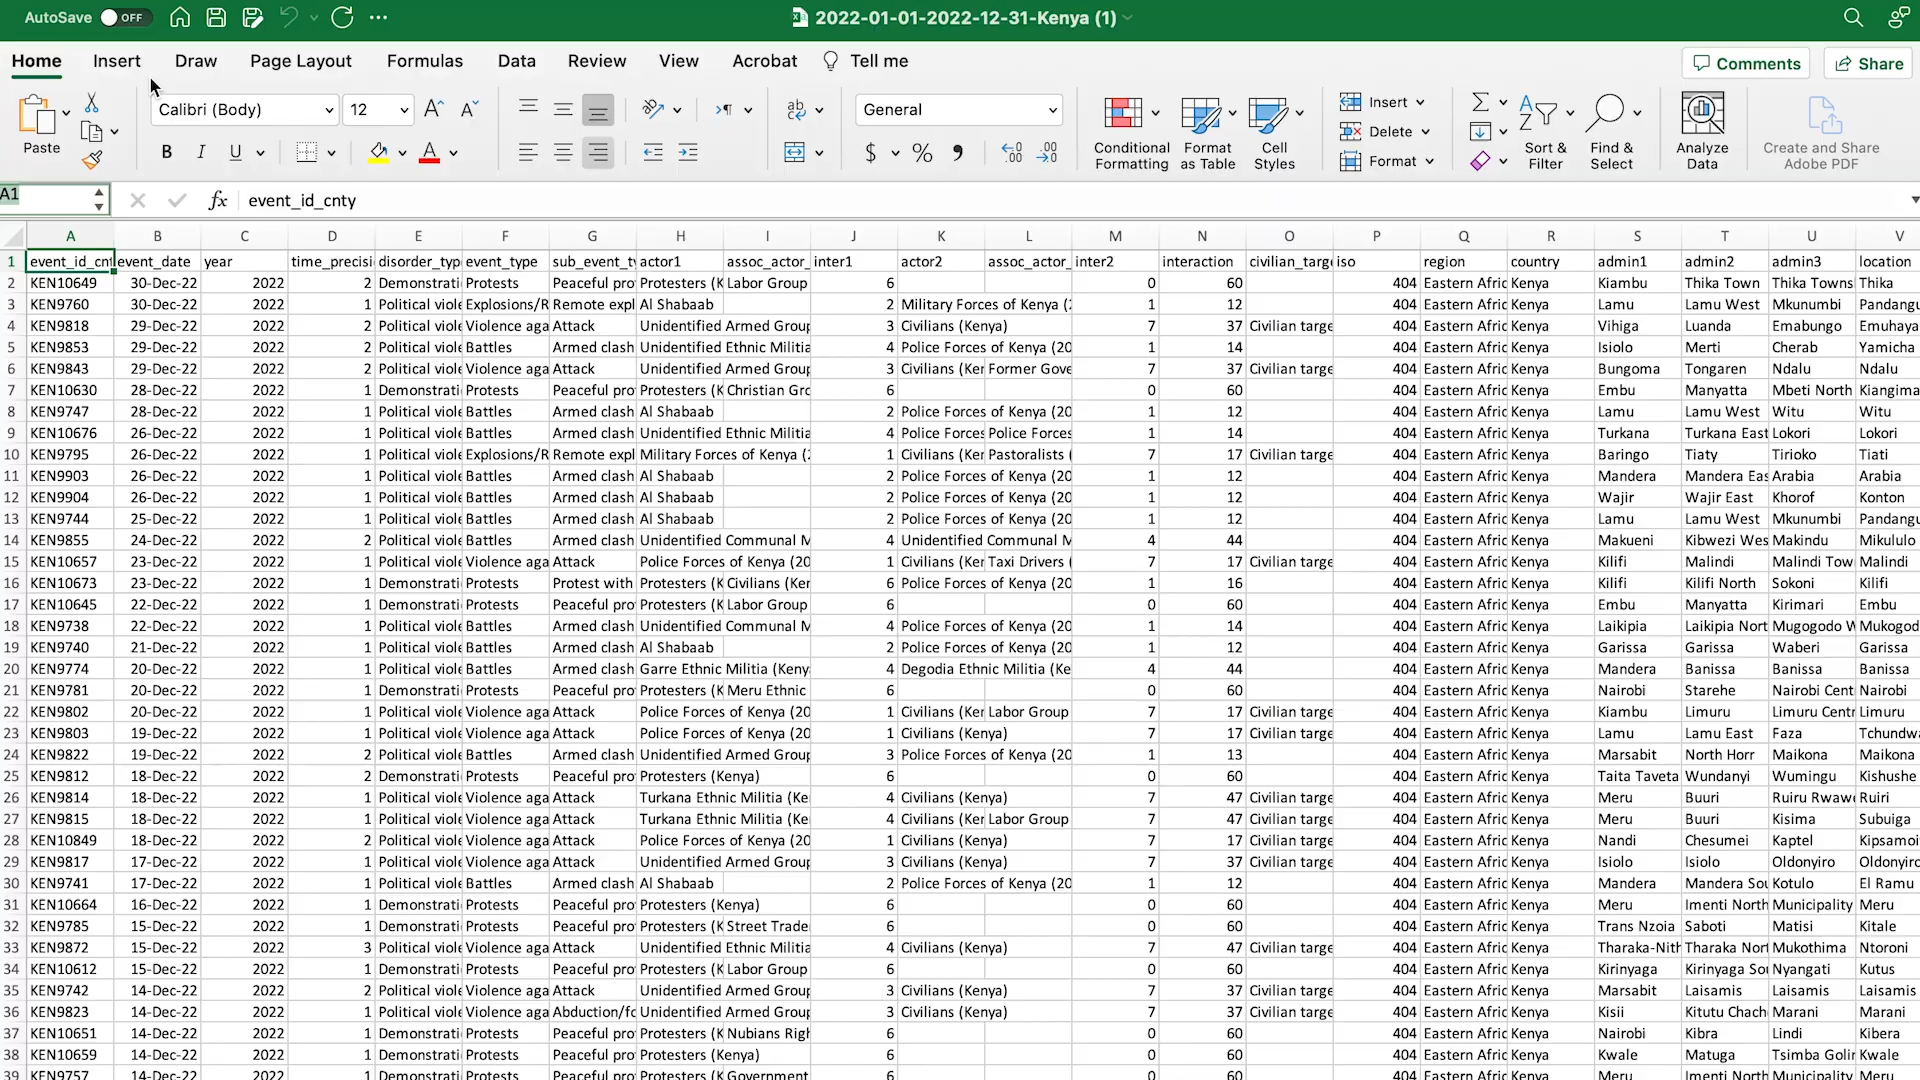 AutoSave OFF 2022-01-01-2022-12-31-Kenya (1)
Home Insert Draw Page Layout Formulas Data Review View Acrobat Tell me Comments Share
Paste Calibri (Body) 12 General Conditional Formatting Format as Table Cell Styles Insert Delete Format Sort & Filter Find & Select Analyze Data Create and Share Adobe PDF
A1 fx event_id_cnty
A B C D E F G H I J K L M N O P Q R S T U V
1 event_id_cnt event_date year time_precisi disorder_typ event_type sub_event_t actor1 assoc_actor_ inter1 actor2 assoc_actor_ inter2 interaction civilian_targe iso region country admin1 admin2 admin3 location
2 KEN10649 30-Dec-22 2022 2 Demonstrati Protests Peaceful pro Protesters (K Labor Group 6 0 60 404 Eastern Afric Kenya Kiambu Thika Town Thika Towns Thika
3 KEN9760 30-Dec-22 2022 1 Political viole Explosions/R Remote expl Al Shabaab 2 Military Forces of Kenya (2 1 12 404 Eastern Afric Kenya Lamu Lamu West Mkunumbi Pandangu
4 KEN9818 29-Dec-22 2022 2 Political viole Violence aga Attack Unidentified Armed Group 3 Civilians (Kenya) 7 37 Civilian targe 404 Eastern Afric Kenya Vihiga Luanda Emabungo Emuhaya
5 KEN9853 29-Dec-22 2022 2 Political viole Battles Armed clash Unidentified Ethnic Militia 4 Police Forces of Kenya (20 1 14 404 Eastern Afric Kenya Isiolo Merti Cherab Yamicha
6 KEN9843 29-Dec-22 2022 2 Political viole Violence aga Attack Unidentified Armed Group 3 Civilians (Ker Former Gove 7 37 Civilian targe 404 Eastern Afric Kenya Bungoma Tongaren Ndalu Ndalu
7 KEN10630 28-Dec-22 2022 1 Demonstrati Protests Peaceful pro Protesters (K Christian Gro 6 0 60 404 Eastern Afric Kenya Embu Manyatta Mbeti North Kiangima
8 KEN9747 28-Dec-22 2022 1 Political viole Battles Armed clash Al Shabaab 2 Police Forces of Kenya (20 1 12 404 Eastern Afric Kenya Lamu Lamu West Witu Witu
9 KEN10676 26-Dec-22 2022 1 Political viole Battles Armed clash Unidentified Ethnic Militia 4 Police Forces Police Forces 1 14 404 Eastern Afric Kenya Turkana Turkana East Lokori Lokori
10 KEN9795 26-Dec-22 2022 1 Political viole Explosions/R Remote expl Military Forces of Kenya (2 1 Civilians (Ker Pastoralists ( 7 17 Civilian targe 404 Eastern Afric Kenya Baringo Tiaty Tirioko Tiati
11 KEN9903 26-Dec-22 2022 1 Political viole Battles Armed clash Al Shabaab 2 Police Forces of Kenya (20 1 12 404 Eastern Afric Kenya Mandera Mandera Eas Arabia Arabia
12 KEN9904 26-Dec-22 2022 1 Political viole Battles Armed clash Al Shabaab 2 Police Forces of Kenya (20 1 12 404 Eastern Afric Kenya Wajir Wajir East Khorof Konton
13 KEN9744 25-Dec-22 2022 1 Political viole Battles Armed clash Al Shabaab 2 Police Forces of Kenya (20 1 12 404 Eastern Afric Kenya Lamu Lamu West Mkunumbi Pandangu
14 KEN9855 24-Dec-22 2022 2 Political viole Battles Armed clash Unidentified Communal M 4 Unidentified Communal M 4 44 404 Eastern Afric Kenya Makueni Kibwezi Wes Makindu Mikululo
15 KEN10657 23-Dec-22 2022 1 Political viole Violence aga Attack Police Forces of Kenya (20 1 Civilians (Ker Taxi Drivers ( 7 17 Civilian targe 404 Eastern Afric Kenya Kilifi Malindi Malindi Tow Malindi
16 KEN10673 23-Dec-22 2022 1 Demonstrati Protests Protest with Protesters (K Civilians (Ker 6 Police Forces of Kenya (20 1 16 404 Eastern Afric Kenya Kilifi Kilifi North Sokoni Kilifi
17 KEN10645 22-Dec-22 2022 1 Demonstrati Protests Peaceful pro Protesters (K Labor Group 6 0 60 404 Eastern Afric Kenya Embu Manyatta Kirimari Embu
18 KEN9738 22-Dec-22 2022 1 Political viole Battles Armed clash Unidentified Communal M 4 Police Forces of Kenya (20 1 14 404 Eastern Afric Kenya Laikipia Laikipia Nort Mugogodo W Mukogod
19 KEN9740 21-Dec-22 2022 1 Political viole Battles Armed clash Al Shabaab 2 Police Forces of Kenya (20 1 12 404 Eastern Afric Kenya Garissa Garissa Waberi Garissa
20 KEN9774 20-Dec-22 2022 1 Political viole Battles Armed clash Garre Ethnic Militia (Keny 4 Degodia Ethnic Militia (Ke 4 44 404 Eastern Afric Kenya Mandera Banissa Banissa Banissa
21 KEN9781 20-Dec-22 2022 1 Demonstrati Protests Peaceful pro Protesters (K Meru Ethnic 6 0 60 404 Eastern Afric Kenya Nairobi Starehe Nairobi Cent Nairobi
22 KEN9802 20-Dec-22 2022 1 Political viole Violence aga Attack Police Forces of Kenya (20 1 Civilians (Ker Labor Group 7 17 Civilian targe 404 Eastern Afric Kenya Kiambu Limuru Limuru Centr Limuru
23 KEN9803 19-Dec-22 2022 1 Political viole Violence aga Attack Police Forces of Kenya (20 1 Civilians (Kenya) 7 17 Civilian targe 404 Eastern Afric Kenya Lamu Lamu East Faza Tchundwa
24 KEN9822 19-Dec-22 2022 2 Political viole Battles Armed clash Unidentified Armed Group 3 Police Forces of Kenya (20 1 13 404 Eastern Afric Kenya Marsabit North Horr Maikona Maikona
25 KEN9812 18-Dec-22 2022 2 Demonstrati Protests Peaceful pro Protesters (Kenya) 6 0 60 404 Eastern Afric Kenya Taita Taveta Wundanyi Wumingu Kishushe
26 KEN9814 18-Dec-22 2022 1 Political viole Violence aga Attack Turkana Ethnic Militia (Ke 4 Civilians (Kenya) 7 47 Civilian targe 404 Eastern Afric Kenya Meru Buuri Ruiru Rwaw Ruiri
27 KEN9815 18-Dec-22 2022 1 Political viole Violence aga Attack Turkana Ethnic Militia (Ke 4 Civilians (Ker Labor Group 7 47 Civilian targe 404 Eastern Afric Kenya Meru Buuri Kisima Subuiga
28 KEN10849 18-Dec-22 2022 2 Political viole Violence aga Attack Police Forces of Kenya (20 1 Civilians (Kenya) 7 17 Civilian targe 404 Eastern Afric Kenya Nandi Chesumei Kaptel Kipsamoi
29 KEN9817 17-Dec-22 2022 1 Political viole Violence aga Attack Unidentified Armed Group 3 Civilians (Kenya) 7 37 Civilian targe 404 Eastern Afric Kenya Isiolo Isiolo Oldonyiro Oldonyiro
30 KEN9741 17-Dec-22 2022 1 Political viole Battles Armed clash Al Shabaab 2 Police Forces of Kenya (20 1 12 404 Eastern Afric Kenya Mandera Mandera Sou Kotulo El Ramu
31 KEN10664 16-Dec-22 2022 1 Demonstrati Protests Peaceful pro Protesters (Kenya) 6 0 60 404 Eastern Afric Kenya Meru Imenti North Municipality Meru
32 KEN9785 15-Dec-22 2022 1 Demonstrati Protests Peaceful pro Protesters (K Street Trade 6 0 60 404 Eastern Afric Kenya Trans Nzoia Saboti Matisi Kitale
33 KEN9872 15-Dec-22 2022 3 Political viole Violence aga Attack Unidentified Ethnic Militia 4 Civilians (Kenya) 7 47 Civilian targe 404 Eastern Afric Kenya Tharaka-Nith Tharaka Nort Mukothima Ntoroni
34 KEN10612 15-Dec-22 2022 1 Demonstrati Protests Peaceful pro Protesters (K Labor Group 6 0 60 404 Eastern Afric Kenya Kirinyaga Kirinyaga Sou Nyangati Kutus
35 KEN9742 14-Dec-22 2022 2 Political viole Violence aga Attack Unidentified Armed Group 3 Civilians (Kenya) 7 37 Civilian targe 404 Eastern Afric Kenya Marsabit Laisamis Laisamis Laisamis
36 KEN9823 14-Dec-22 2022 1 Political viole Violence aga Abduction/fo Unidentified Armed Group 3 Civilians (Kenya) 7 37 Civilian targe 404 Eastern Afric Kenya Kisii Kitutu Chach Marani Marani
37 KEN10651 14-Dec-22 2022 1 Demonstrati Protests Peaceful pro Protesters (K Nubians Righ 6 0 60 404 Eastern Afric Kenya Nairobi Kibra Lindi Kibera
38 KEN10659 14-Dec-22 2022 1 Demonstrati Protests Peaceful pro Protesters (Kenya) 6 0 60 404 Eastern Afric Kenya Kwale Matuga Tsimba Golin Kwale
39 KEN9757 14-Dec-22 2022 1 Demonstrati Protests Peaceful pro Protesters (K Government 6 0 60 404 Eastern Afric Kenya Meru Imenti North Municipality Meru